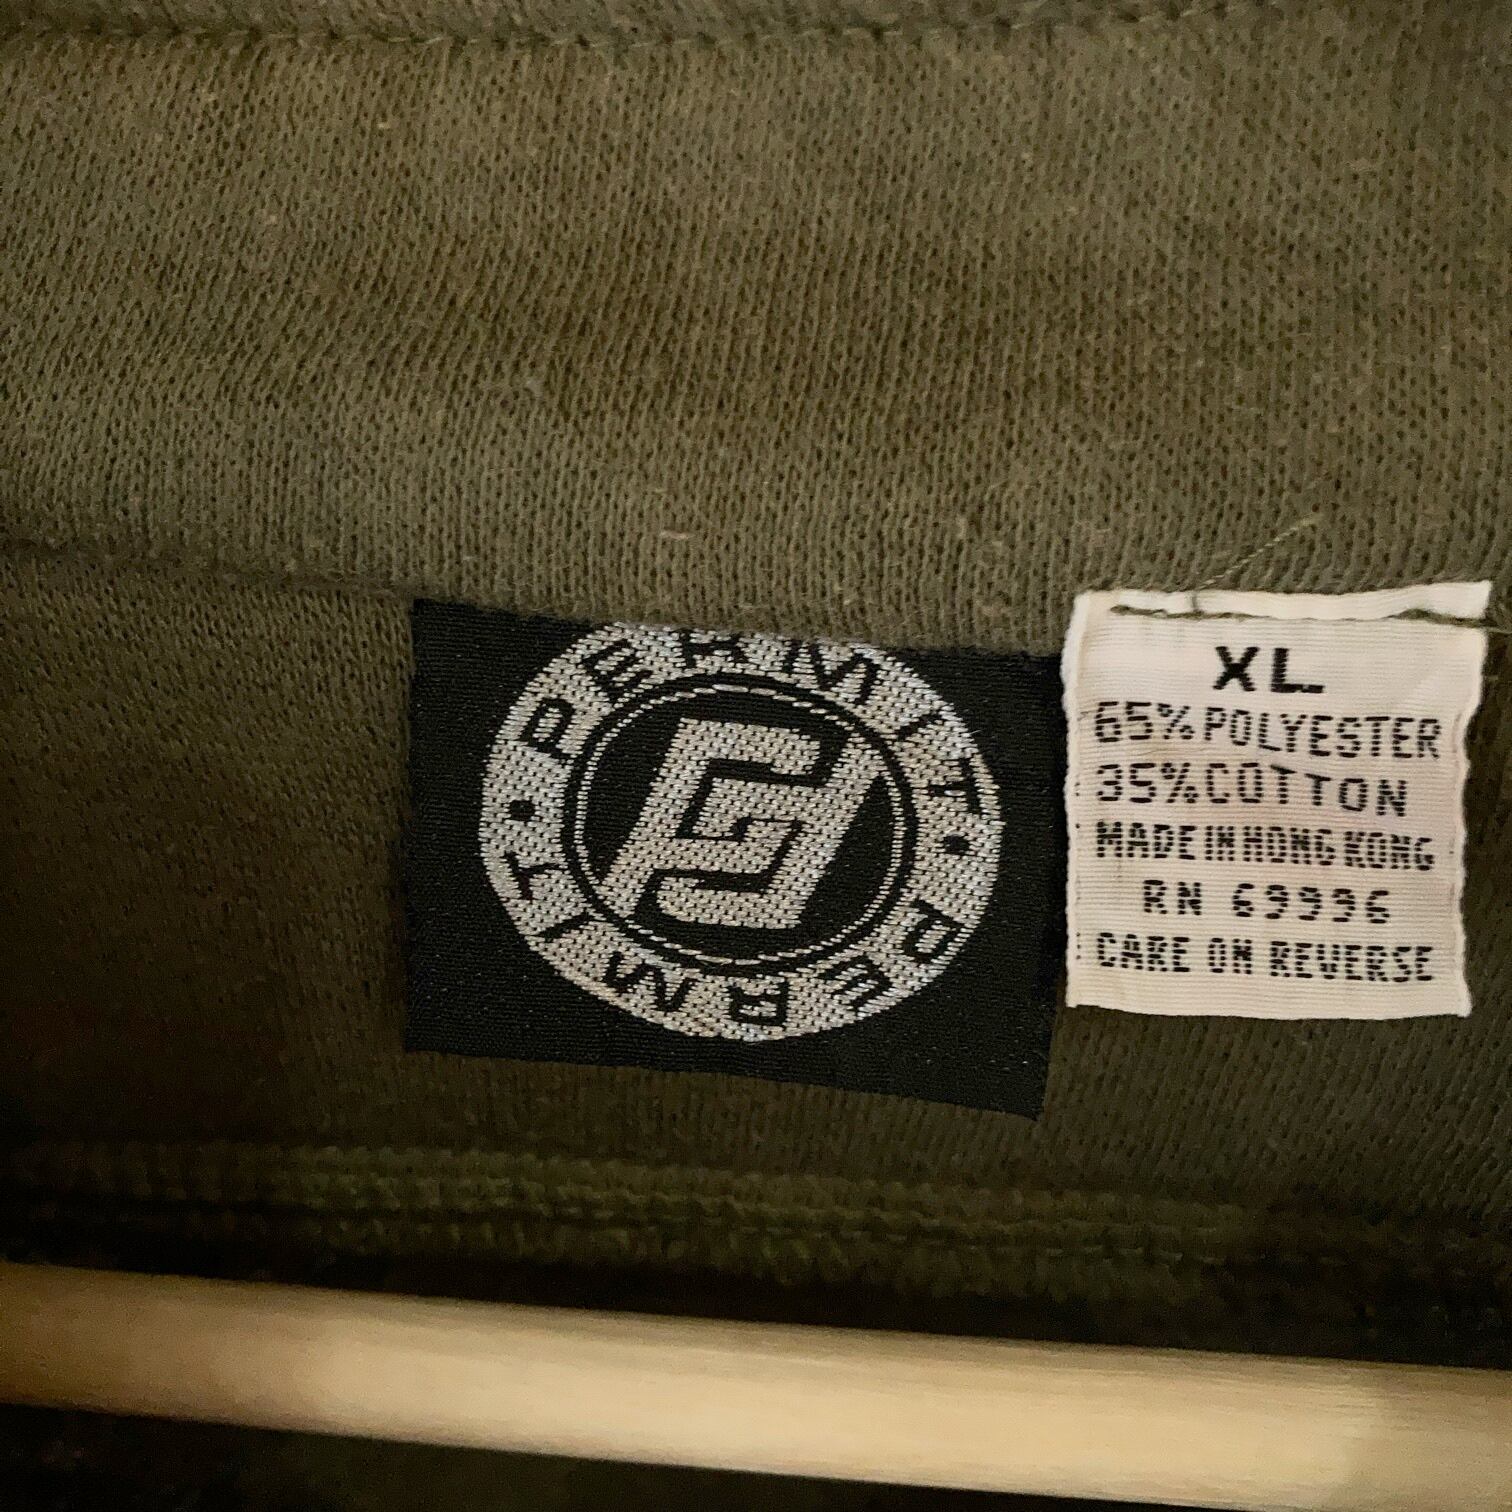 PERMIT • PERMIT •
XL
65% POLYESTER
35% COTTON
MADE IN HONG KONG
RN 69996
CARE ON REVERSE